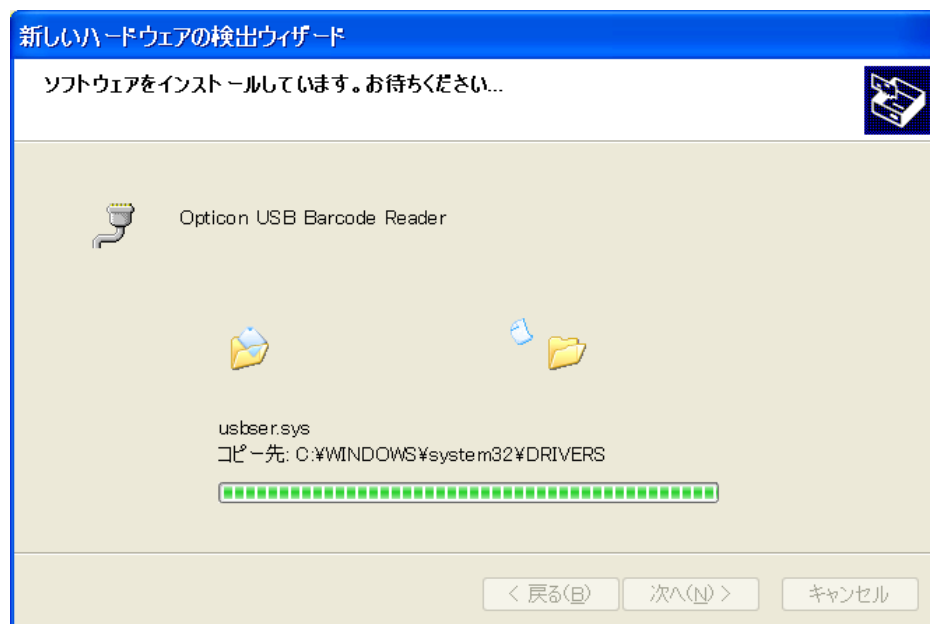 新しいハードウェアの検出ウィザード
ソフトウェアをインストールしています。お待ちください...
Opticon USB Barcode Reader
usbser.sys
コピー先: C:¥WINDOWS¥system32¥DRIVERS
< 戻る(B) 次へ(N) > キャンセル